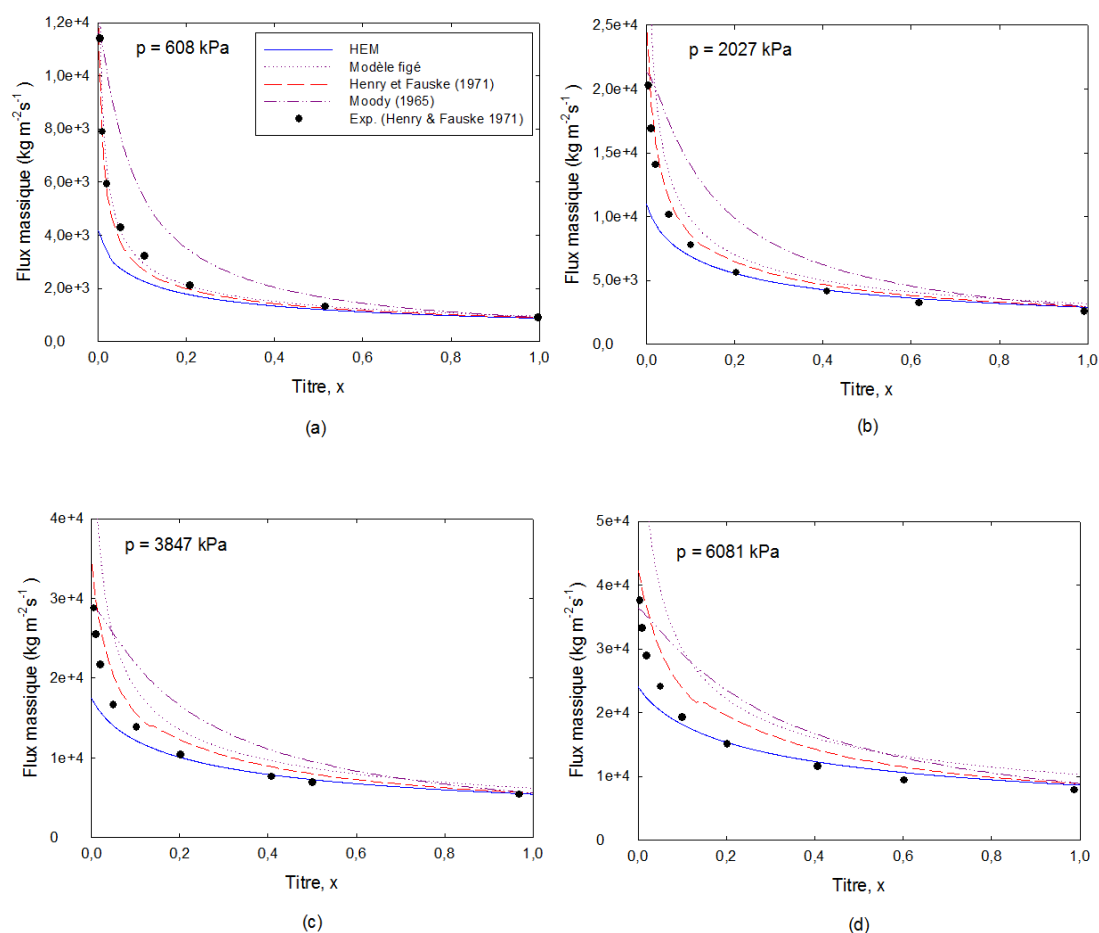 1,2e+4
1,0e+4
8,0e+3
6,0e+3
4,0e+3
2,0e+3
0,0
Flux massique (kg m-2s-1 )
p = 608 kPa
HEM
Modèle figé
Henry et Fauske (1971)
Moody (1965)
Exp. (Henry & Fauske 1971)
0,0 0,2 0,4 0,6 0,8 1,0
Titre, x
(a)
2,5e+4
2,0e+4
1,5e+4
1,0e+4
5,0e+3
0,0
Flux massique (kg m-2s-1 )
p = 2027 kPa
0,0 0,2 0,4 0,6 0,8 1,0
Titre, x
(b)
4e+4
3e+4
2e+4
1e+4
0
Flux massique (kg m-2s-1 )
p = 3847 kPa
0,0 0,2 0,4 0,6 0,8 1,0
Titre, x
(c)
5e+4
4e+4
3e+4
2e+4
1e+4
0
Flux massique (kg m-2s-1 )
p = 6081 kPa
0,0 0,2 0,4 0,6 0,8 1,0
Titre, x
(d)